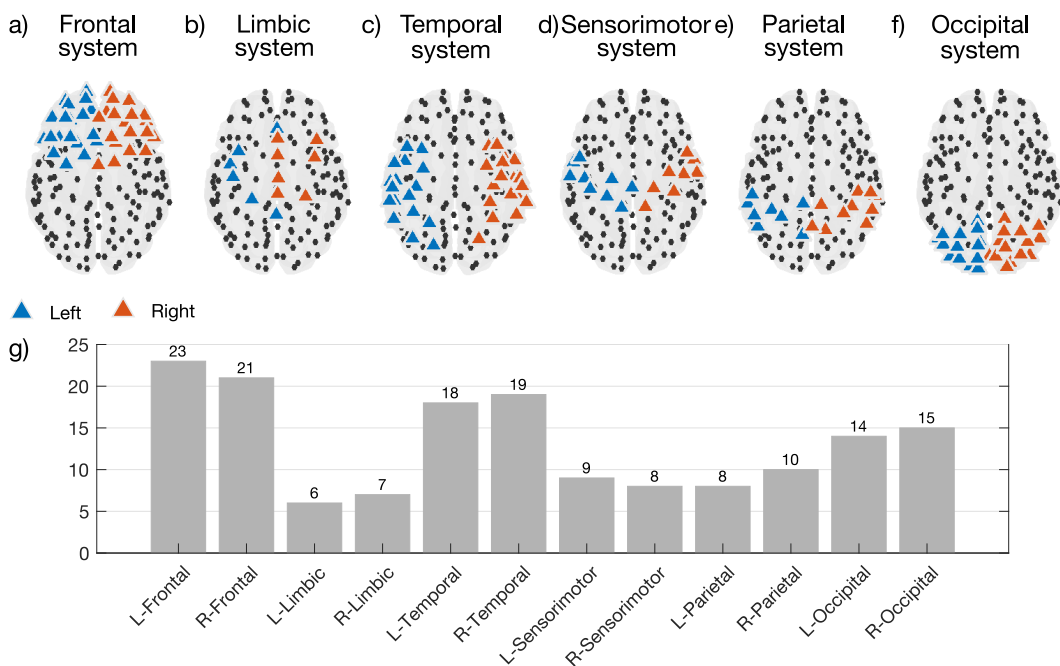 a) Frontal system
b) Limbic system
c) Temporal system
d) Sensorimotor system
e) Parietal system
f) Occipital system
Left Right
g)
25
20
15
10
5
0
23 21 6 7 18 19 9 8 8 10 14 15
L-Frontal
R-Frontal
L-Limbic
R-Limbic
L-Temporal
R-Temporal
L-Sensorimotor
R-Sensorimotor
L-Parietal
R-Parietal
L-Occipital
R-Occipital